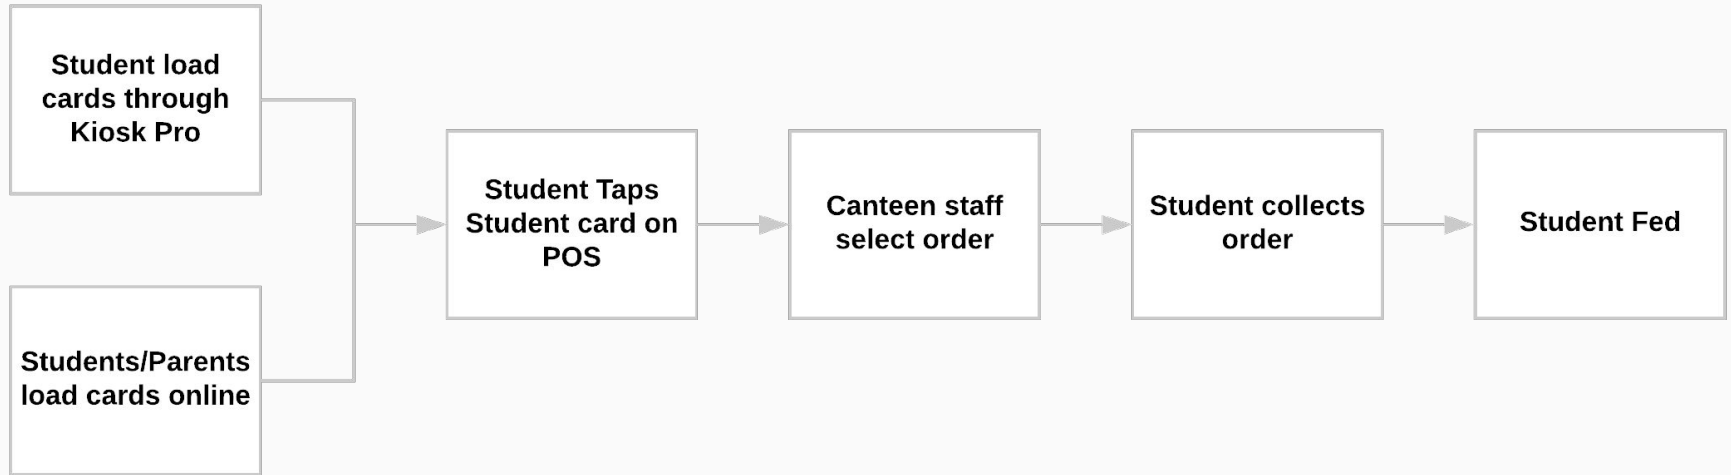 Student load
cards through
Kiosk Pro
Students/Parents
load cards online
Student Taps
Student card on
POS
Canteen staff
select order
Student collects
order
Student Fed